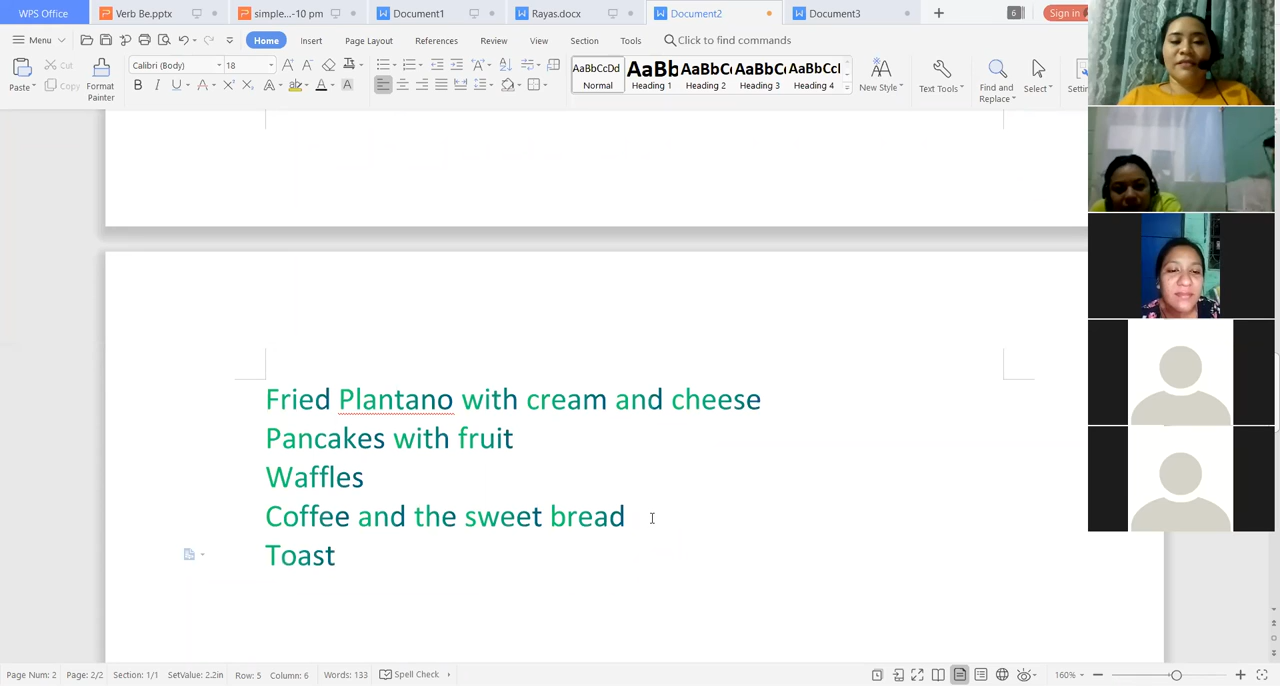 WPS Office
Verb Be.pptx
simple...-10 pm
Document1
Rayas.docx
Document2
Document3
6
Sign in
Menu
Home
Insert
Page Layout
References
Review
View
Section
Tools
Click to find commands
Paste
Cut
Copy
Format
Painter
Calibri (Body)
18
AaBbCcDd
Normal
AaBb
Heading 1
AaBbC
Heading 2
AaBbC
Heading 3
AaBbCcl
Heading 4
New Style
Text Tools
Find and
Replace
Select
Fried Plantano with cream and cheese
Pancakes with fruit
Waffles
Coffee and the sweet bread
Toast
Page Num: 2
Page: 2/2
Section: 1/1
SetValue: 2.2in
Row: 5
Column: 6
Words: 133
Spell Check
160%